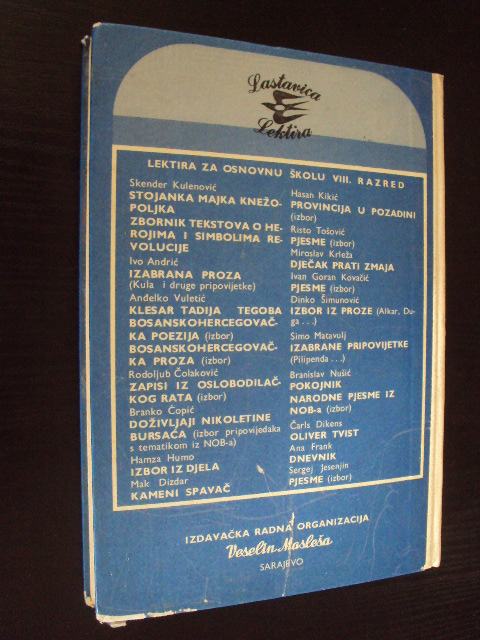 Lastavica
Lektira
LEKTIRA ZA OSNOVNU ŠKOLU VIII. RAZRED
Skender Kulenović
STOJANKA MAJKA KNEŽO-
POLJKA
ZBORNIK TEKSTOVA O HE-
ROJIMA I SIMBOLIMA RE-
VOLUCIJE
Ivo Andrić
IZABRANA PROZA
(Kula i druge pripovijetke)
Anđelko Vuletić
KLESAR TADIJA TEGOBA
BOSANSKOHERCEGOVAČ-
KA POEZIJA (izbor)
BOSANSKOHERCEGOVAČ-
KA PROZA (izbor)
Rodoljub Čolaković
ZAPISI IZ OSLOBODILAČ-
KOG RATA (izbor)
Branko Ćopić
DOŽIVLJAJI NIKOLETINE
BURSAĆA (izbor pripovijedaka
s tematikom iz NOB-a)
Hamza Humo
IZBOR IZ DJELA
Mak Dizdar
KAMENI SPAVAČ
Hasan Kikić
PROVINCIJA U POZADINI
(izbor)
Risto Tošović
PJESME (izbor)
Miroslav Krleža
DJEČAK PRATI ZMAJA
Ivan Goran Kovačić
PJESME (izbor)
Dinko Šimunović
IZBOR IZ PROZE (Alkar, Du-
ga . . .)
Simo Matavulj
IZABRANE PRIPOVIJETKE
(Pilipenda . . .)
Branislav Nušić
POKOJNIK
NARODNE PJESME IZ
NOB-a (izbor)
Čarls Dikens
OLIVER TVIST
Ana Frank
DNEVNIK
Sergej Jesenjin
PJESME (izbor)
IZDAVAČKA RADNA ORGANIZACIJA
Veselin Masleša
SARAJEVO